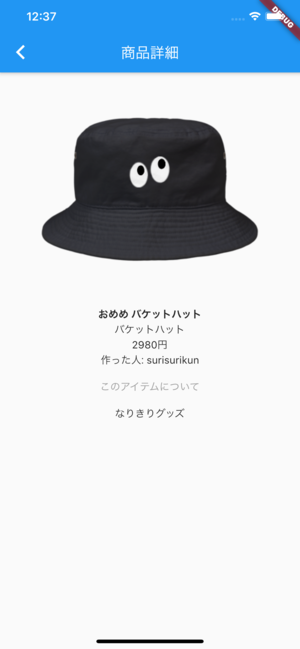 12:37
DEBUG
商品詳細
おめめ バケットハット
バケットハット
2980円
作った人: surisurikun
このアイテムについて
なりきりグッズ